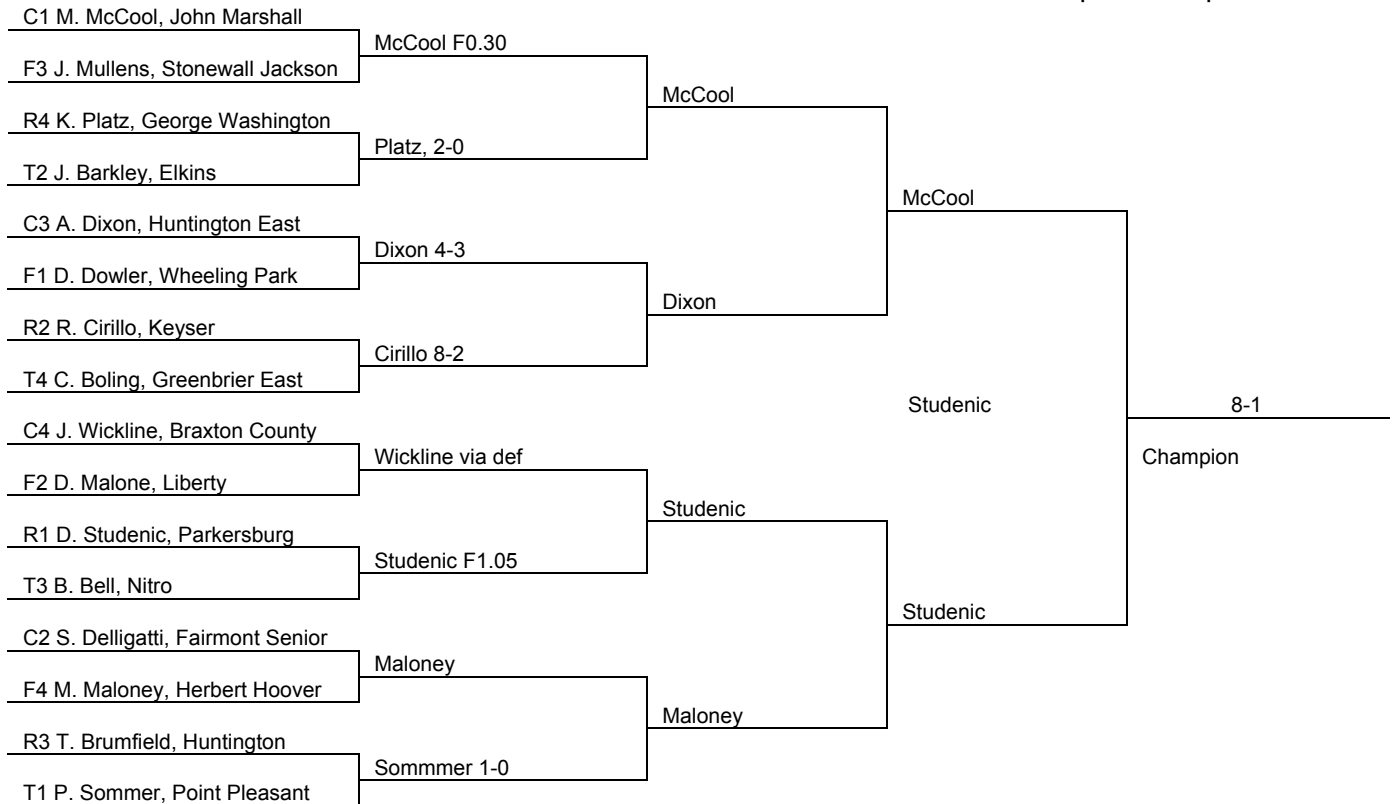 C1 M. McCool, John Marshall
McCool F0.30
F3 J. Mullens, Stonewall Jackson
McCool
R4 K. Platz, George Washington
Platz, 2-0
T2 J. Barkley, Elkins
McCool
C3 A. Dixon, Huntington East
Dixon 4-3
F1 D. Dowler, Wheeling Park
Dixon
R2 R. Cirillo, Keyser
Cirillo 8-2
T4 C. Boling, Greenbrier East
Studenic 8-1
C4 J. Wickline, Braxton County
Wickline via def Champion
F2 D. Malone, Liberty
Studenic
R1 D. Studenic, Parkersburg
Studenic F1.05
T3 B. Bell, Nitro
Studenic
C2 S. Delligatti, Fairmont Senior
Maloney
F4 M. Maloney, Herbert Hoover
Maloney
R3 T. Brumfield, Huntington
Sommmer 1-0
T1 P. Sommer, Point Pleasant